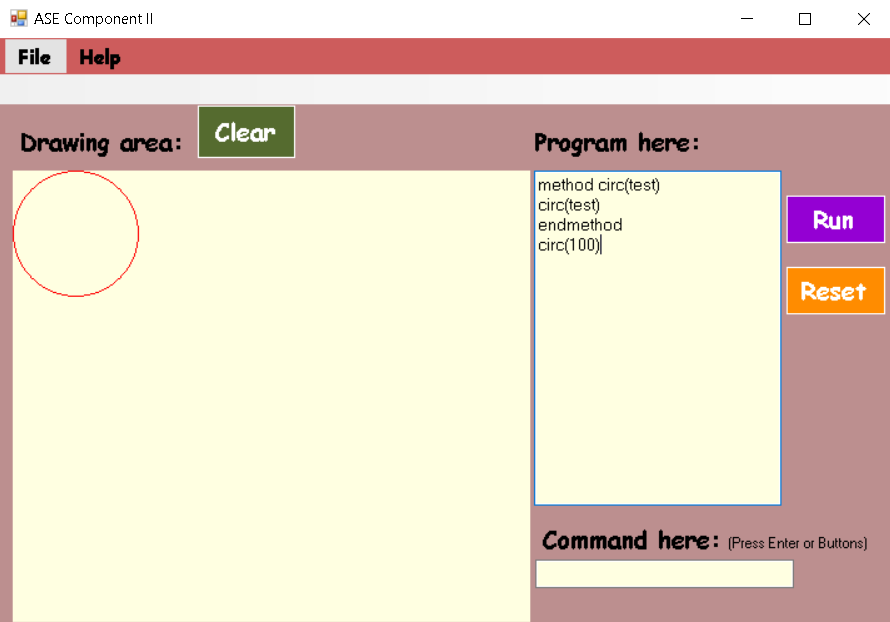 ASE Component II
File Help
Drawing area: Clear
Program here:
method circ(test)
circ(test)
endmethod
circ(100)
Run
Reset
Command here: (Press Enter or Buttons)